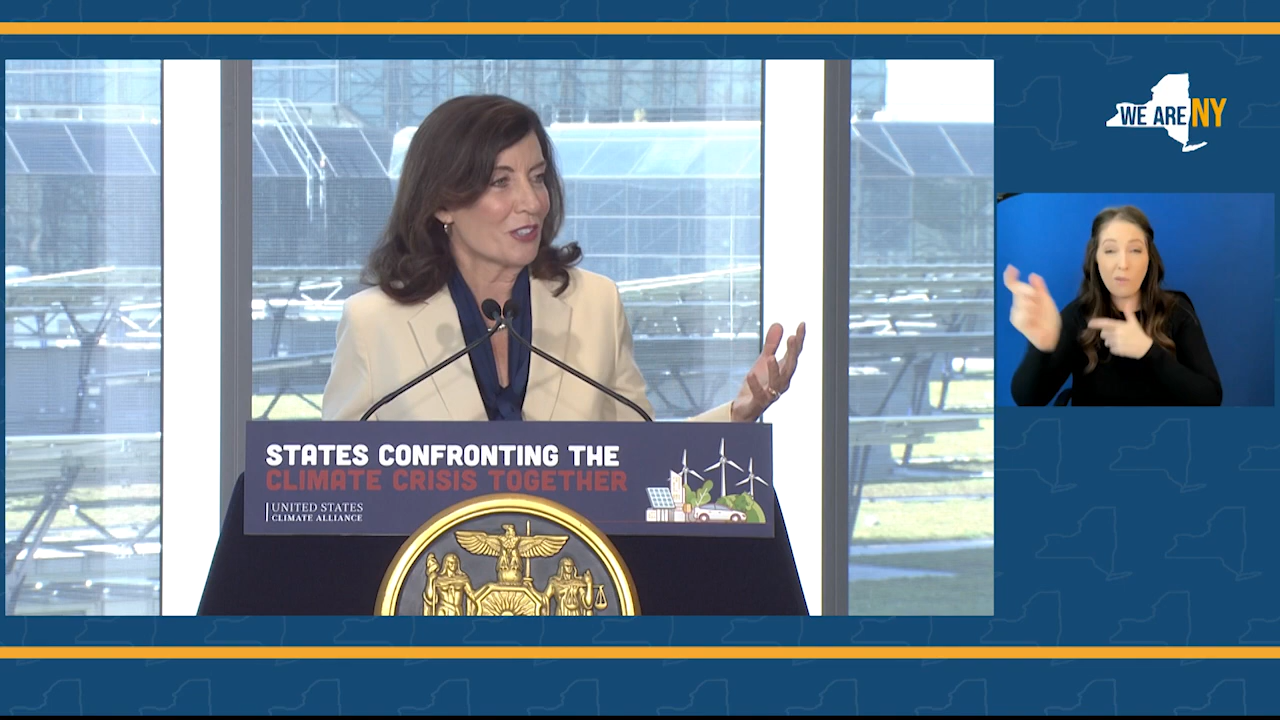 WE ARE NY
STATES CONFRONTING THE
CLIMATE CRISIS TOGETHER
UNITED STATES
CLIMATE ALLIANCE